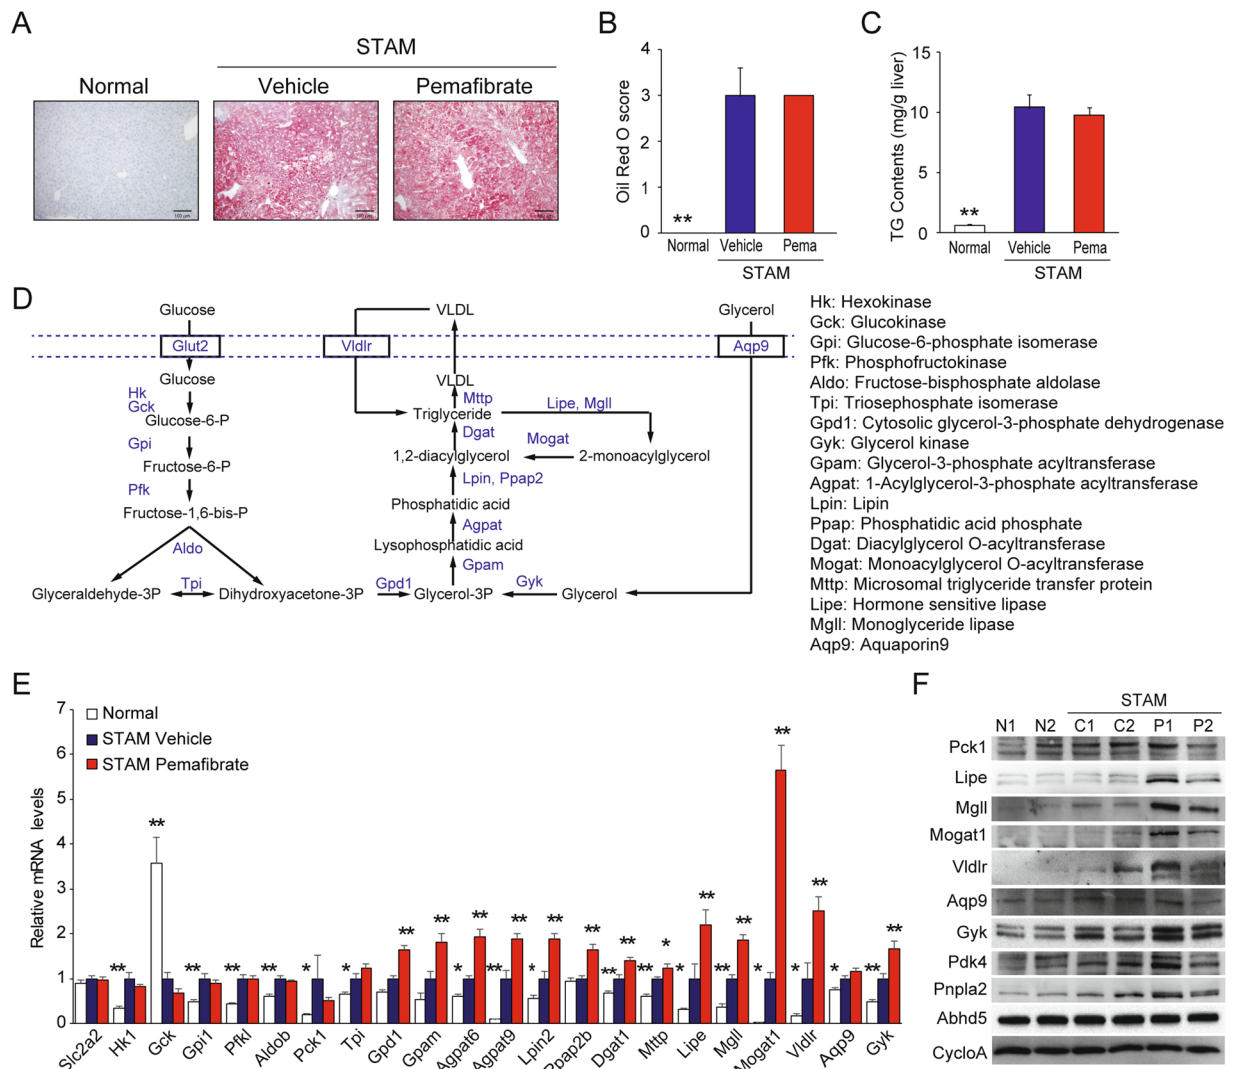 A
STAM
Normal
Vehicle
Pemafibrate
100 μm
B
Oil Red O score
4
3
2
1
0
**
Normal
Vehicle
Pema
STAM
C
TG Contents (mg/g liver)
15
10
5
0
**
Normal
Vehicle
Pema
STAM
D
Glucose
VLDL
Glycerol
Glut2
Vldlr
Aqp9
Glucose
VLDL
Hk
Gck
Mttp
Glucose-6-P
Triglyceride
Lipe, Mgll
Gpi
Dgat
Mogat
Fructose-6-P
1,2-diacylglycerol
2-monoacylglycerol
Pfk
Lpin, Ppap2
Fructose-1,6-bis-P
Phosphatidic acid
Agpat
Aldo
Lysophosphatidic acid
Gpam
Tpi
Gpd1
Gyk
Glyceraldehyde-3P
Dihydroxyacetone-3P
Glycerol-3P
Glycerol
Hk: Hexokinase
Gck: Glucokinase
Gpi: Glucose-6-phosphate isomerase
Pfk: Phosphofructokinase
Aldo: Fructose-bisphosphate aldolase
Tpi: Triosephosphate isomerase
Gpd1: Cytosolic glycerol-3-phosphate dehydrogenase
Gyk: Glycerol kinase
Gpam: Glycerol-3-phosphate acyltransferase
Agpat: 1-Acylglycerol-3-phosphate acyltransferase
Lpin: Lipin
Ppap: Phosphatidic acid phosphate
Dgat: Diacylglycerol O-acyltransferase
Mogat: Monoacylglycerol O-acyltransferase
Mttp: Microsomal triglyceride transfer protein
Lipe: Hormone sensitive lipase
Mgll: Monoglyceride lipase
Aqp9: Aquaporin9
E
Relative mRNA levels
7
6
5
4
3
2
1
0
Normal
STAM Vehicle
STAM Pemafibrate
** ** ** ** ** * * ** ** * ** ** ** ** ** ** ** ** * * ** ** ** ** * ** * ** **
Slc2a2
Hk1
Gck
Gpi1
Pfkl
Aldob
Pck1
Tpi
Gpd1
Gpam
Agpat6
Agpat9
Lpin2
Ppap2b
Dgat1
Mttp
Lipe
Mgll
Mogat1
Vldlr
Aqp9
Gyk
F
STAM
N1 N2 C1 C2 P1 P2
Pck1
Lipe
Mgll
Mogat1
Vldlr
Aqp9
Gyk
Pdk4
Pnpla2
Abhd5
CycloA